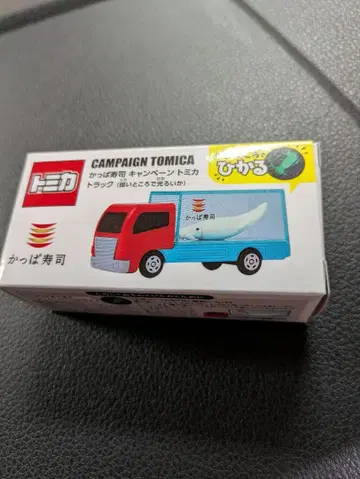 CAMPAIGN TOMICA
トミカ
かっぱ寿司 キャンペーン トミカ
トラック（暗いところで光るいか）
ひかる
かっぱ寿司
かっぱ寿司